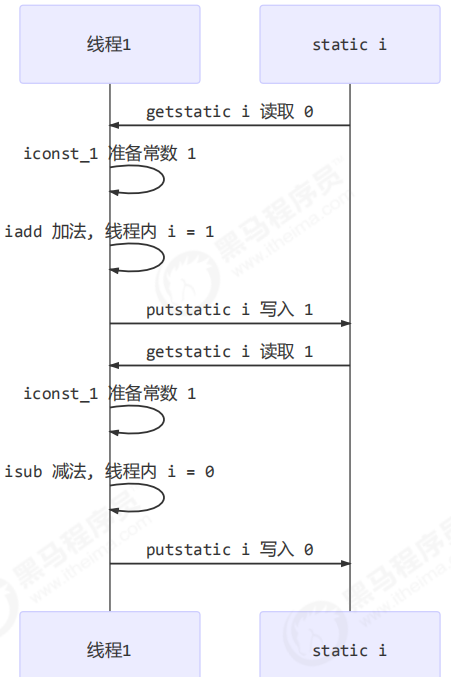 线程1
static i
getstatic i 读取 0
iconst_1 准备常数 1
iadd 加法, 线程内 i = 1
putstatic i 写入 1
getstatic i 读取 1
iconst_1 准备常数 1
isub 减法, 线程内 i = 0
putstatic i 写入 0
线程1
static i
黑马程序员
www.itheima.com
黑马程序员
www.itheima.com
黑马程序员
www.itheima.com